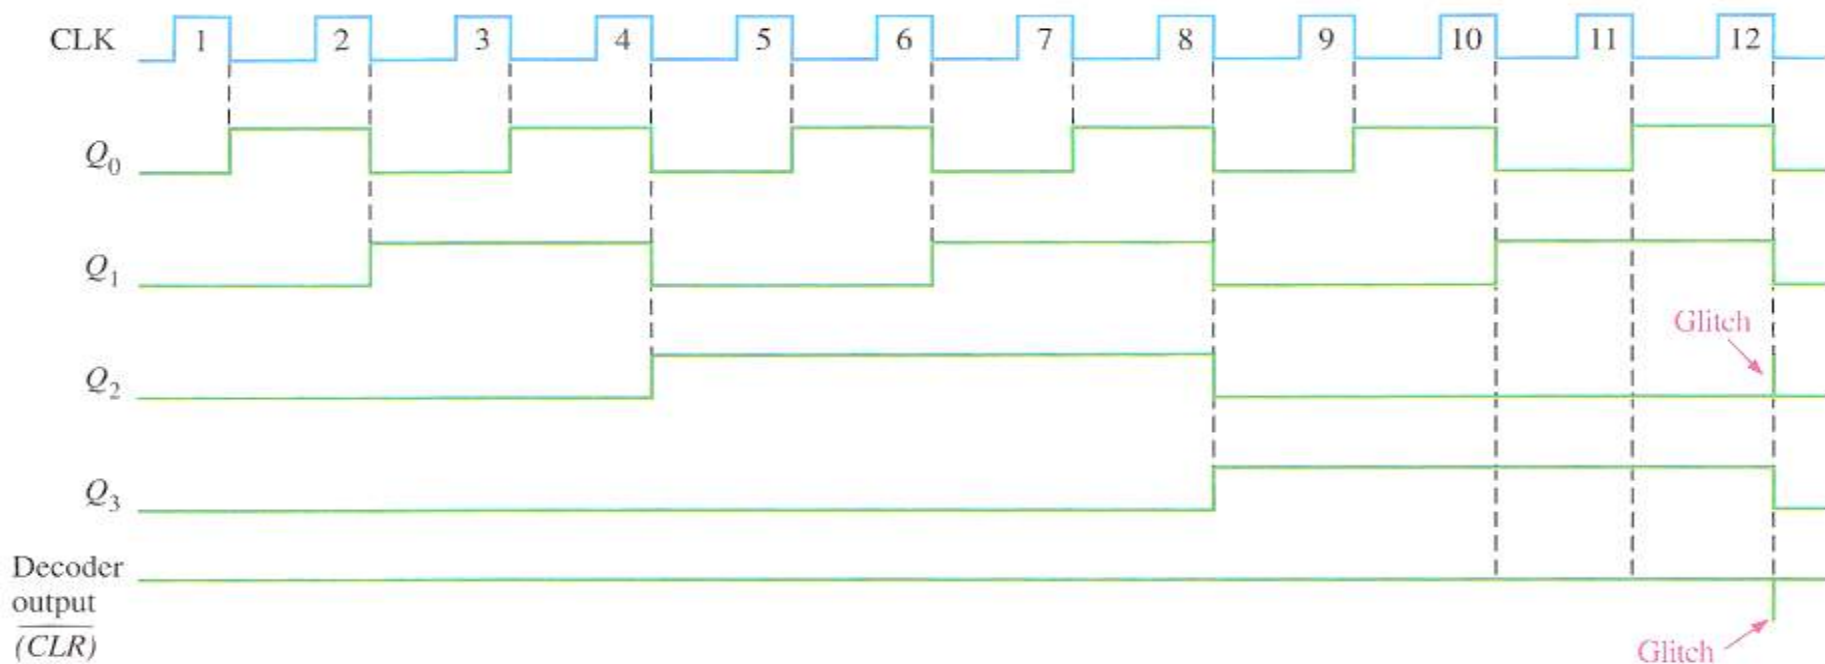 CLK 1 2 3 4 5 6 7 8 9 10 11 12
Q0
Q1
Glitch
Q2
Q3
Decoder
output
(CLR)
Glitch